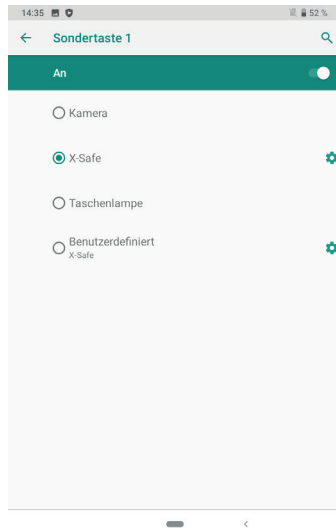 14:35 52 %
Sondertaste 1
An
Kamera
X-Safe
Taschenlampe
Benutzerdefiniert
X-Safe